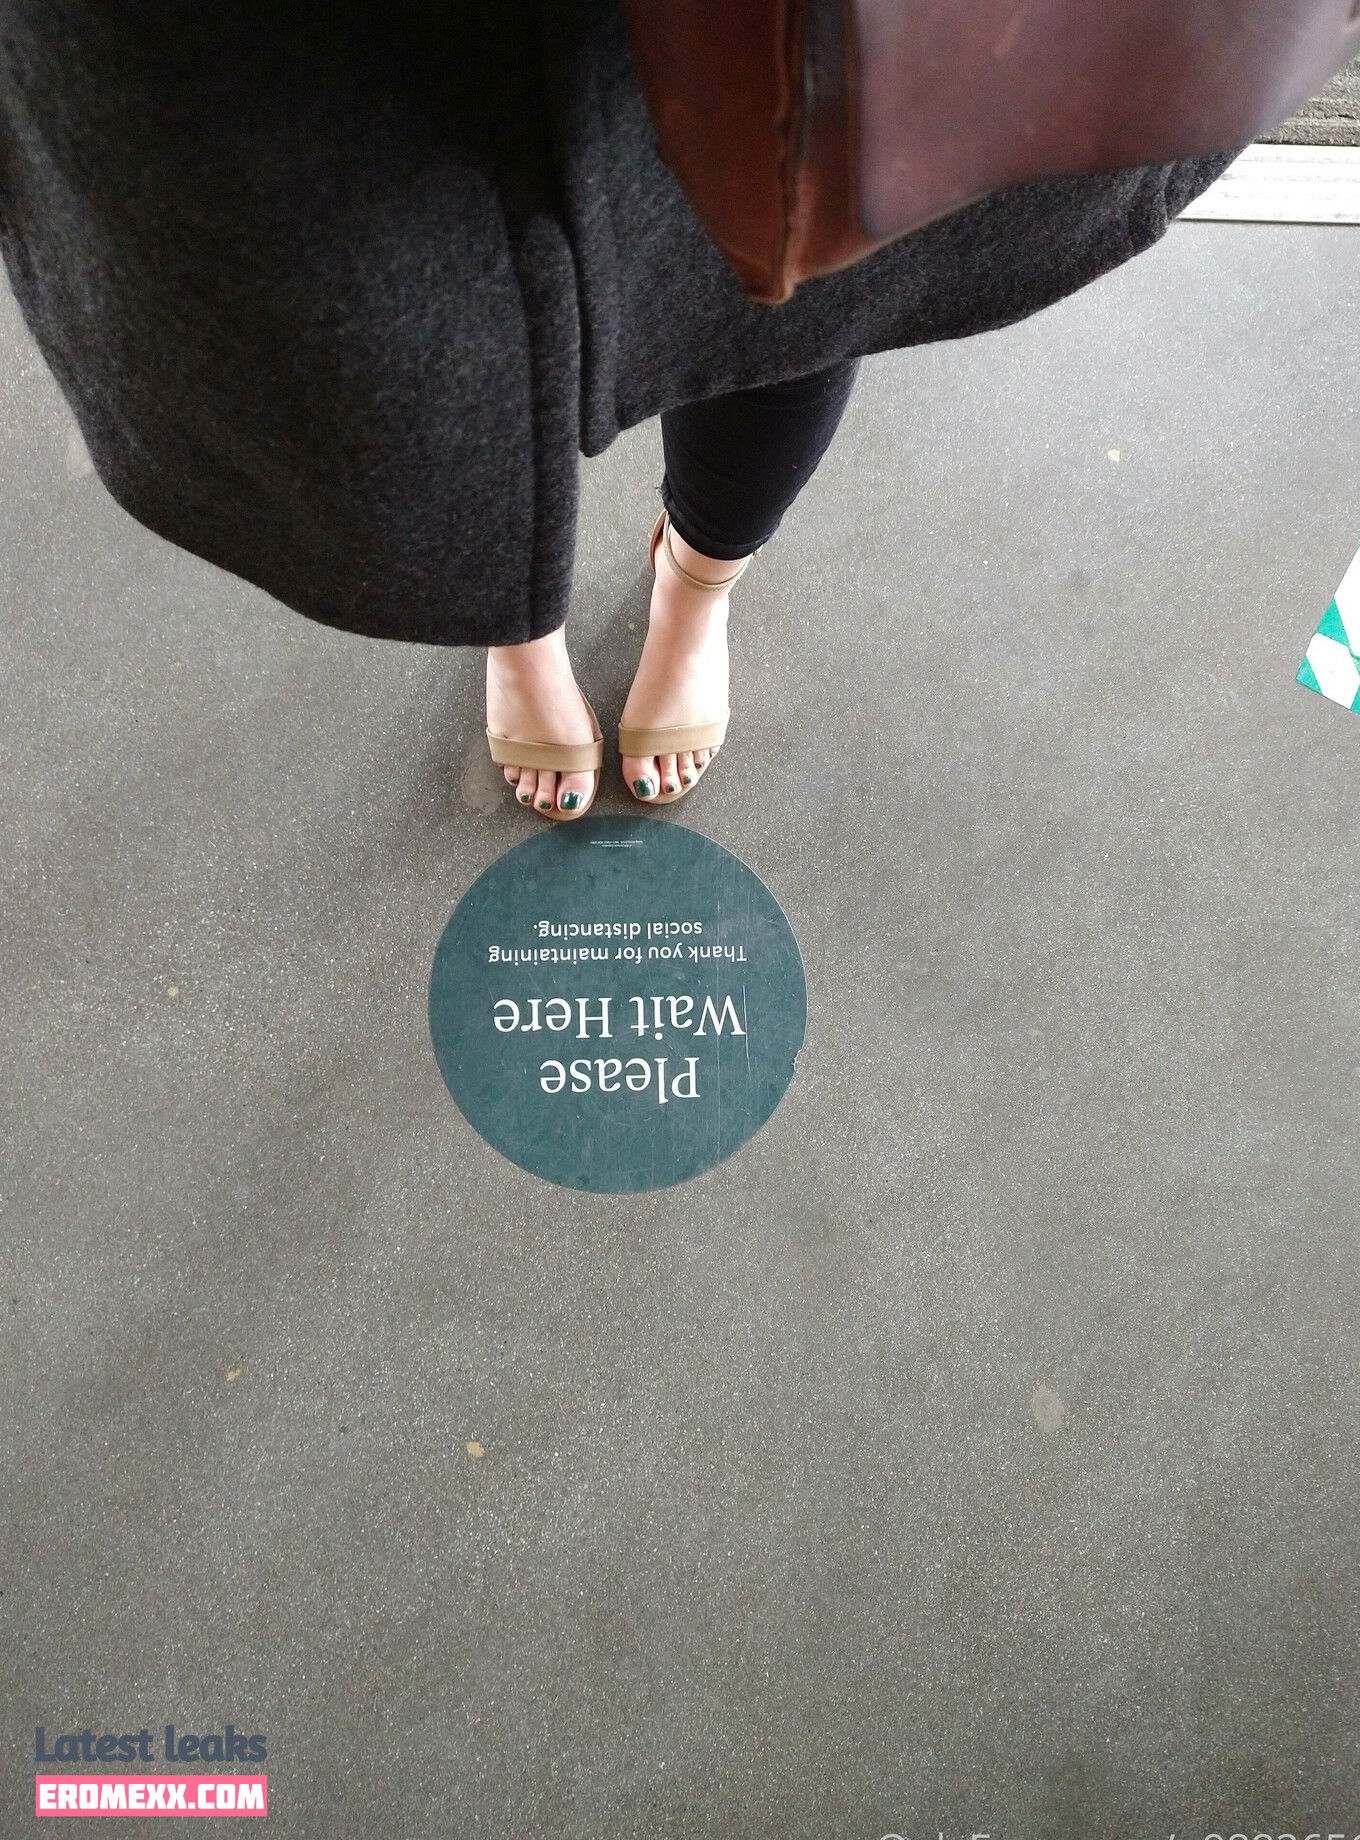 Please
Wait Here
Thank you for maintaining
social distancing.
Latest leaks
EROMEXX.COM